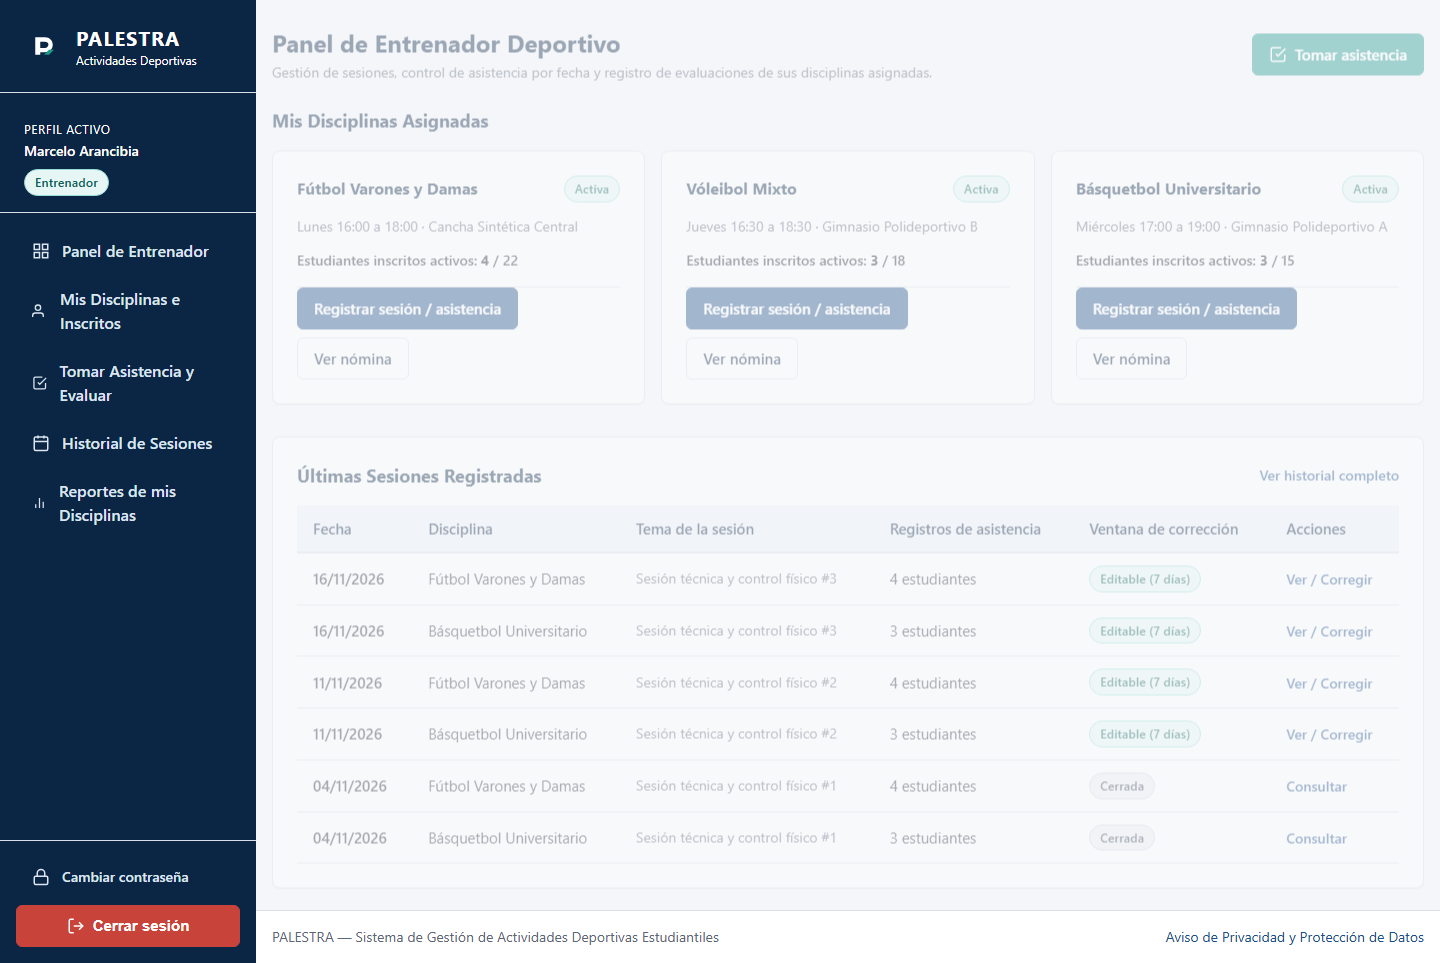 PALESTRA
Actividades Deportivas
PERFIL ACTIVO
Marcelo Arancibia
Entrenador
Panel de Entrenador
Mis Disciplinas e
Inscritos
Tomar Asistencia y
Evaluar
Historial de Sesiones
Reportes de mis
Disciplinas
Cambiar contraseña
Cerrar sesión
Panel de Entrenador Deportivo
Gestión de sesiones, control de asistencia por fecha y registro de evaluaciones de sus disciplinas asignadas.
Tomar asistencia
Mis Disciplinas Asignadas
Fútbol Varones y Damas
Activa
Lunes 16:00 a 18:00 · Cancha Sintética Central
Estudiantes inscritos activos: 4 / 22
Registrar sesión / asistencia
Ver nómina
Vóleibol Mixto
Activa
Jueves 16:30 a 18:30 · Gimnasio Polideportivo B
Estudiantes inscritos activos: 3 / 18
Registrar sesión / asistencia
Ver nómina
Básquetbol Universitario
Activa
Miércoles 17:00 a 19:00 · Gimnasio Polideportivo A
Estudiantes inscritos activos: 3 / 15
Registrar sesión / asistencia
Ver nómina
Últimas Sesiones Registradas
Ver historial completo
Fecha Disciplina Tema de la sesión Registros de asistencia Ventana de corrección Acciones
16/11/2026 Fútbol Varones y Damas Sesión técnica y control físico #3 4 estudiantes Editable (7 días) Ver / Corregir
16/11/2026 Básquetbol Universitario Sesión técnica y control físico #3 3 estudiantes Editable (7 días) Ver / Corregir
11/11/2026 Fútbol Varones y Damas Sesión técnica y control físico #2 4 estudiantes Editable (7 días) Ver / Corregir
11/11/2026 Básquetbol Universitario Sesión técnica y control físico #2 3 estudiantes Editable (7 días) Ver / Corregir
04/11/2026 Fútbol Varones y Damas Sesión técnica y control físico #1 4 estudiantes Cerrada Consultar
04/11/2026 Básquetbol Universitario Sesión técnica y control físico #1 3 estudiantes Cerrada Consultar
PALESTRA — Sistema de Gestión de Actividades Deportivas Estudiantiles
Aviso de Privacidad y Protección de Datos